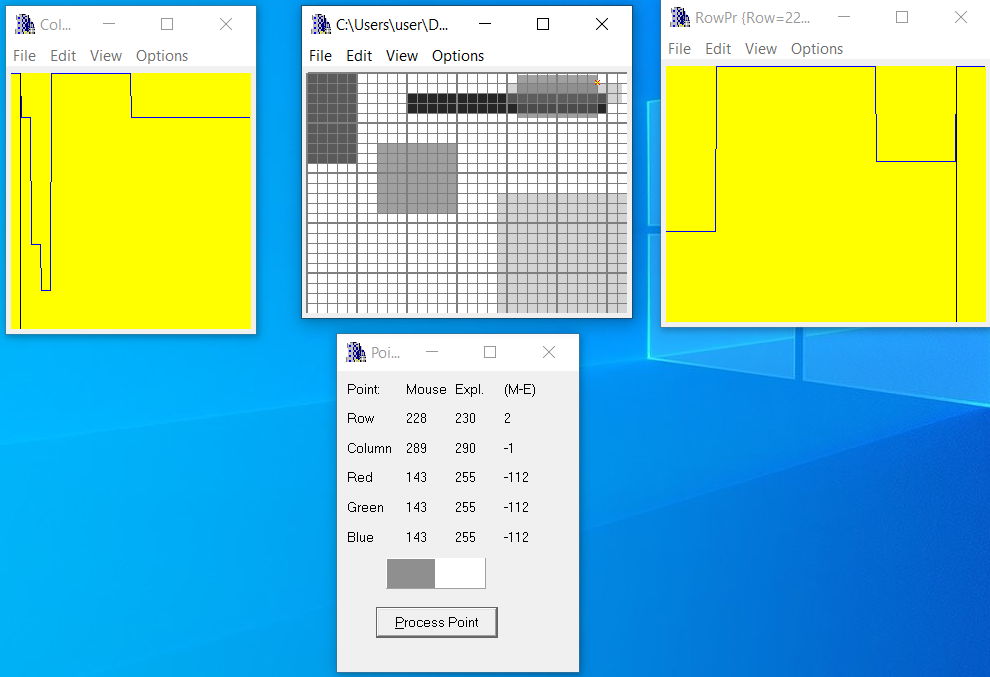 Col...
File Edit View Options
C:\Users\user\D...
File Edit View Options
RowPr (Row=22...
File Edit View Options
Poi...
Point: Mouse Expl. (M-E)
Row 228 230 2
Column 289 290 -1
Red 143 255 -112
Green 143 255 -112
Blue 143 255 -112
Process Point